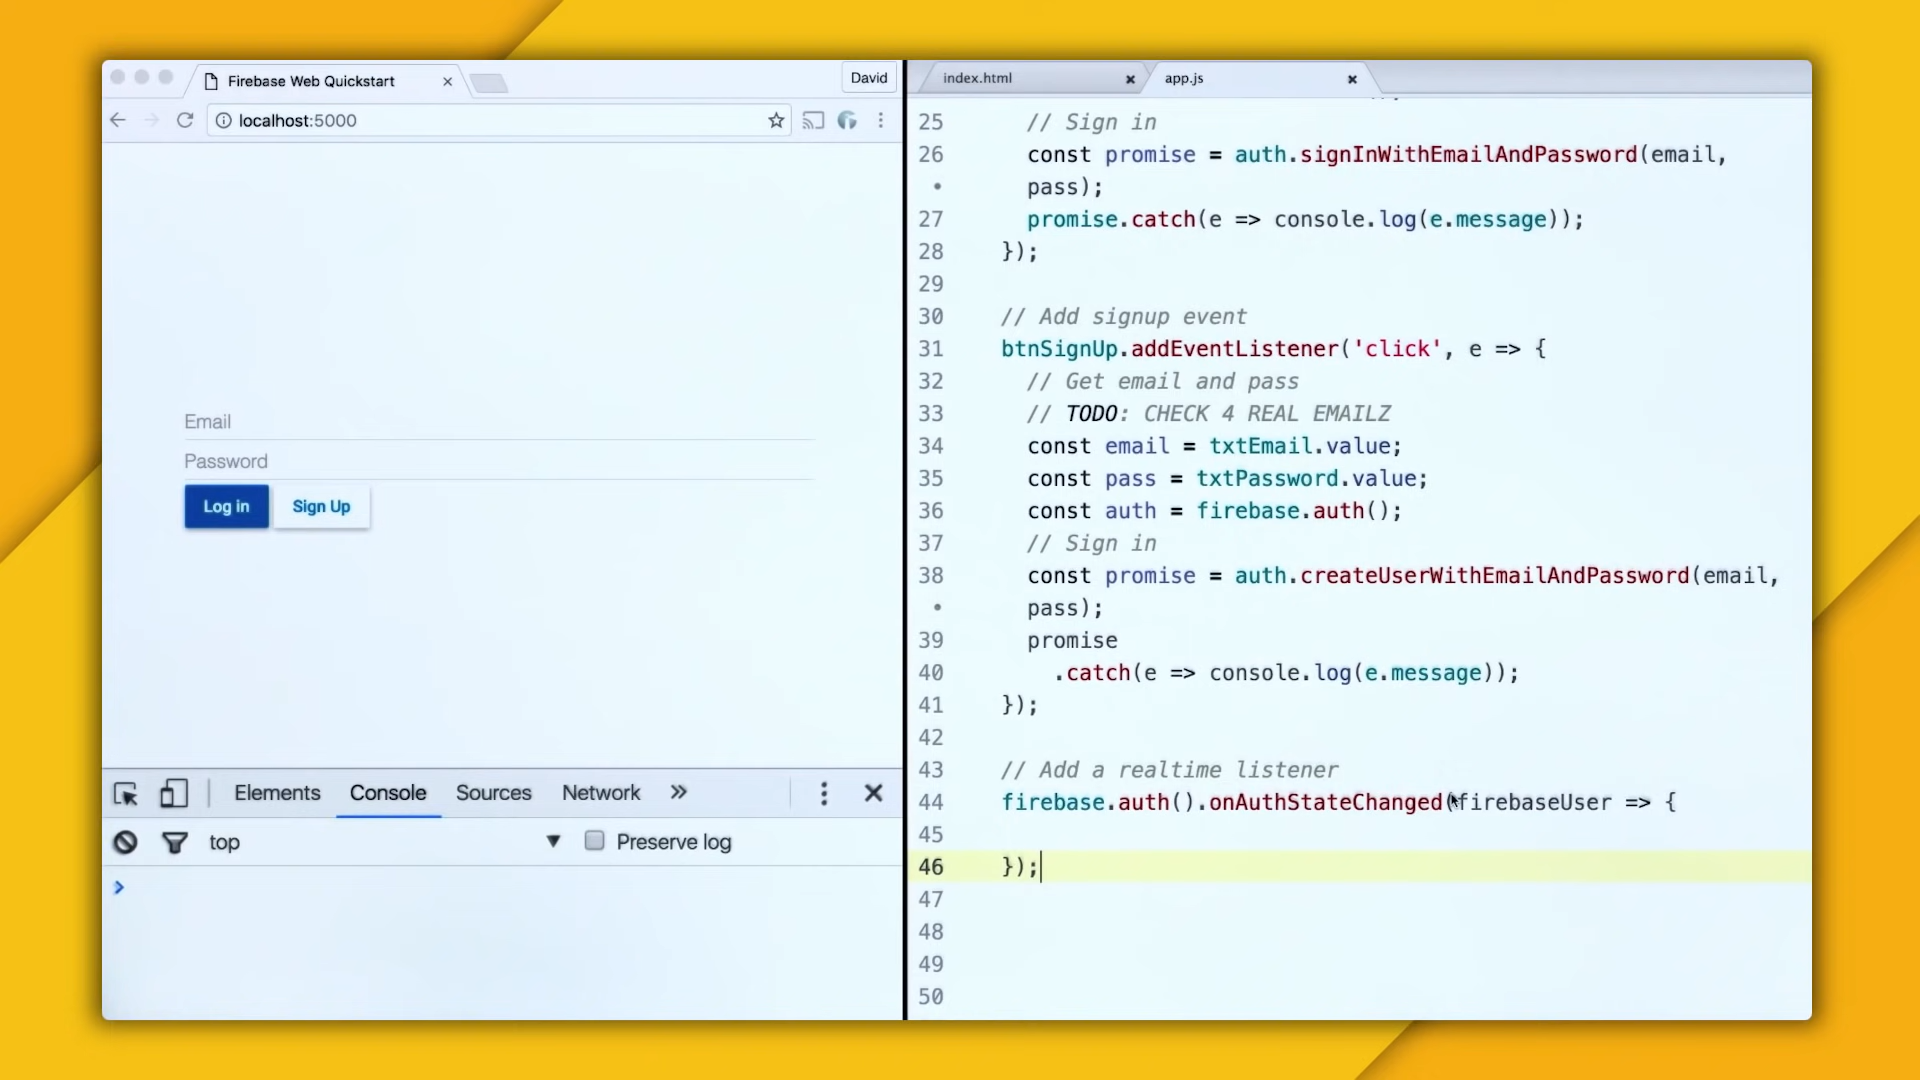 Firebase Web Quickstart
David
localhost:5000
Email
Password
Log in
Sign Up
Elements
Console
Sources
Network
top
Preserve log
index.html
app.js
25 // Sign in
26 const promise = auth.signInWithEmailAndPassword(email,
pass);
27 promise.catch(e => console.log(e.message));
28 });
29
30 // Add signup event
31 btnSignUp.addEventListener('click', e => {
32 // Get email and pass
33 // TODO: CHECK 4 REAL EMAILZ
34 const email = txtEmail.value;
35 const pass = txtPassword.value;
36 const auth = firebase.auth();
37 // Sign in
38 const promise = auth.createUserWithEmailAndPassword(email,
pass);
39 promise
40 .catch(e => console.log(e.message));
41 });
42
43 // Add a realtime listener
44 firebase.auth().onAuthStateChanged(firebaseUser => {
45
46 });
47
48
49
50